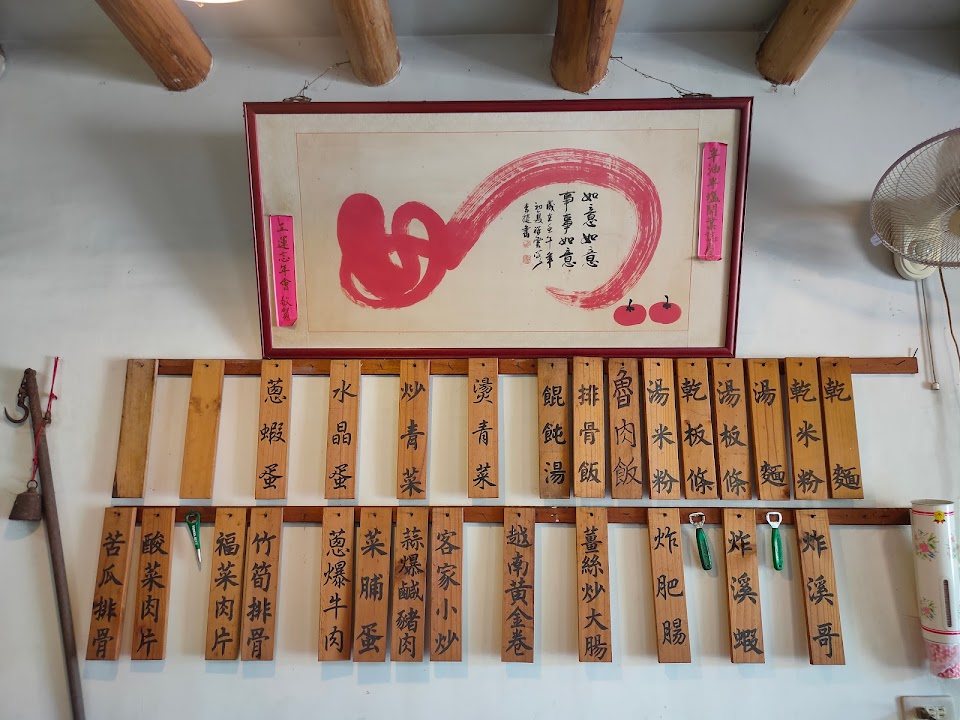 如意如意
事事如意
乾麵
乾米粉
湯麵
湯板條
乾板條
湯米粉
魯肉飯
排骨飯
餛飩湯
燙青菜
炒青菜
水晶蛋
蔥蝦蛋
炸溪哥
炸溪蝦
炸肥腸
薑絲炒大腸
越南黃金卷
客家小炒
蒜爆鹹豬肉
菜脯蛋
蔥爆牛肉
竹筍排骨
福菜肉片
酸菜肉片
苦瓜排骨